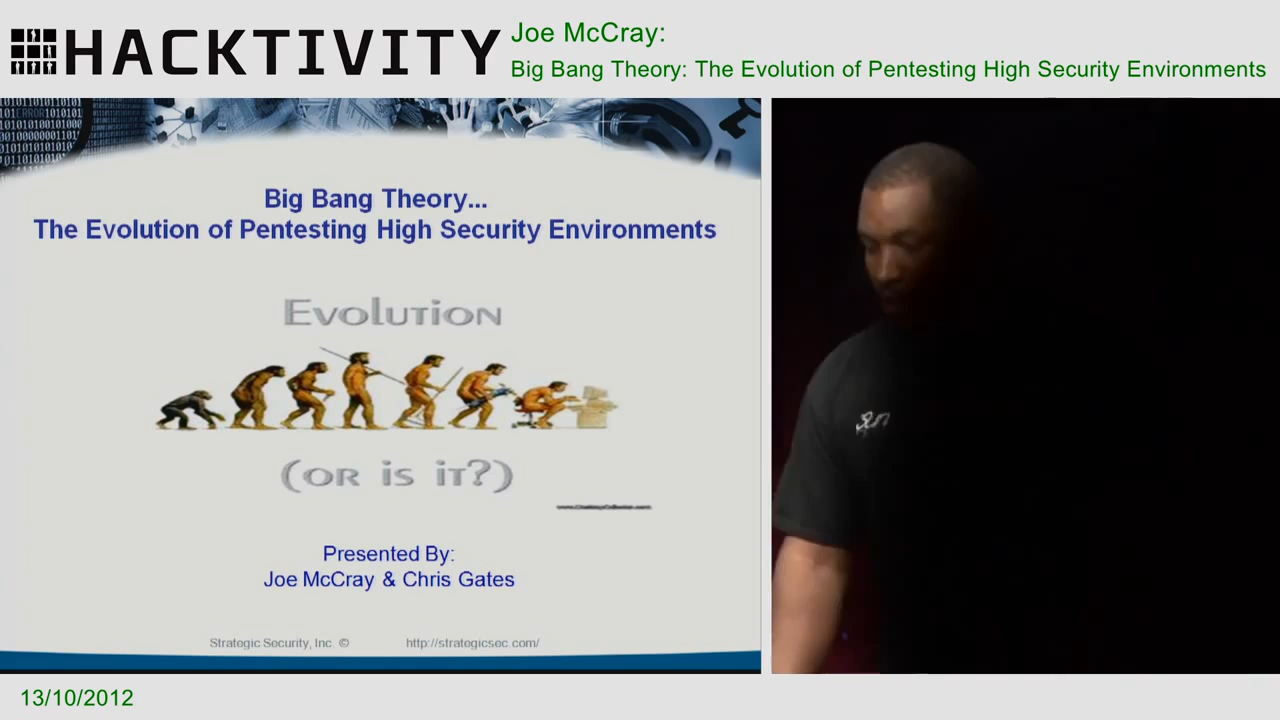 HACKTIVITY
Joe McCray:
Big Bang Theory: The Evolution of Pentesting High Security Environments
Big Bang Theory...
The Evolution of Pentesting High Security Environments
Evolution
(or is it?)
Presented By:
Joe McCray & Chris Gates
Strategic Security, Inc. © http://strategicsec.com/
13/10/2012